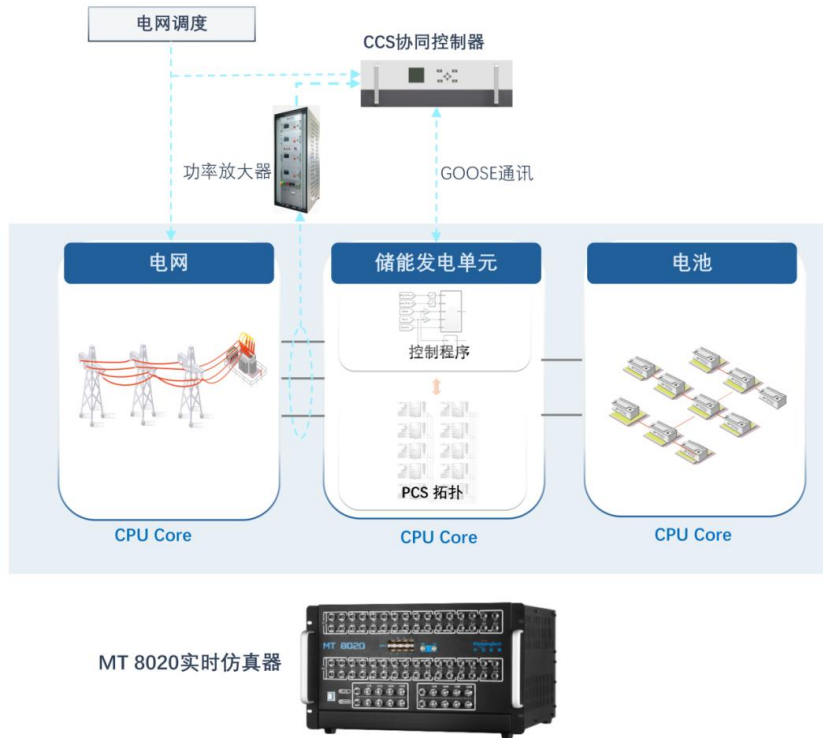 电网调度
CCS协同控制器
功率放大器
GOOSE通讯
电网
储能发电单元
电池
控制程序
PCS 拓扑
CPU Core
CPU Core
CPU Core
MT 8020实时仿真器
MT 8020